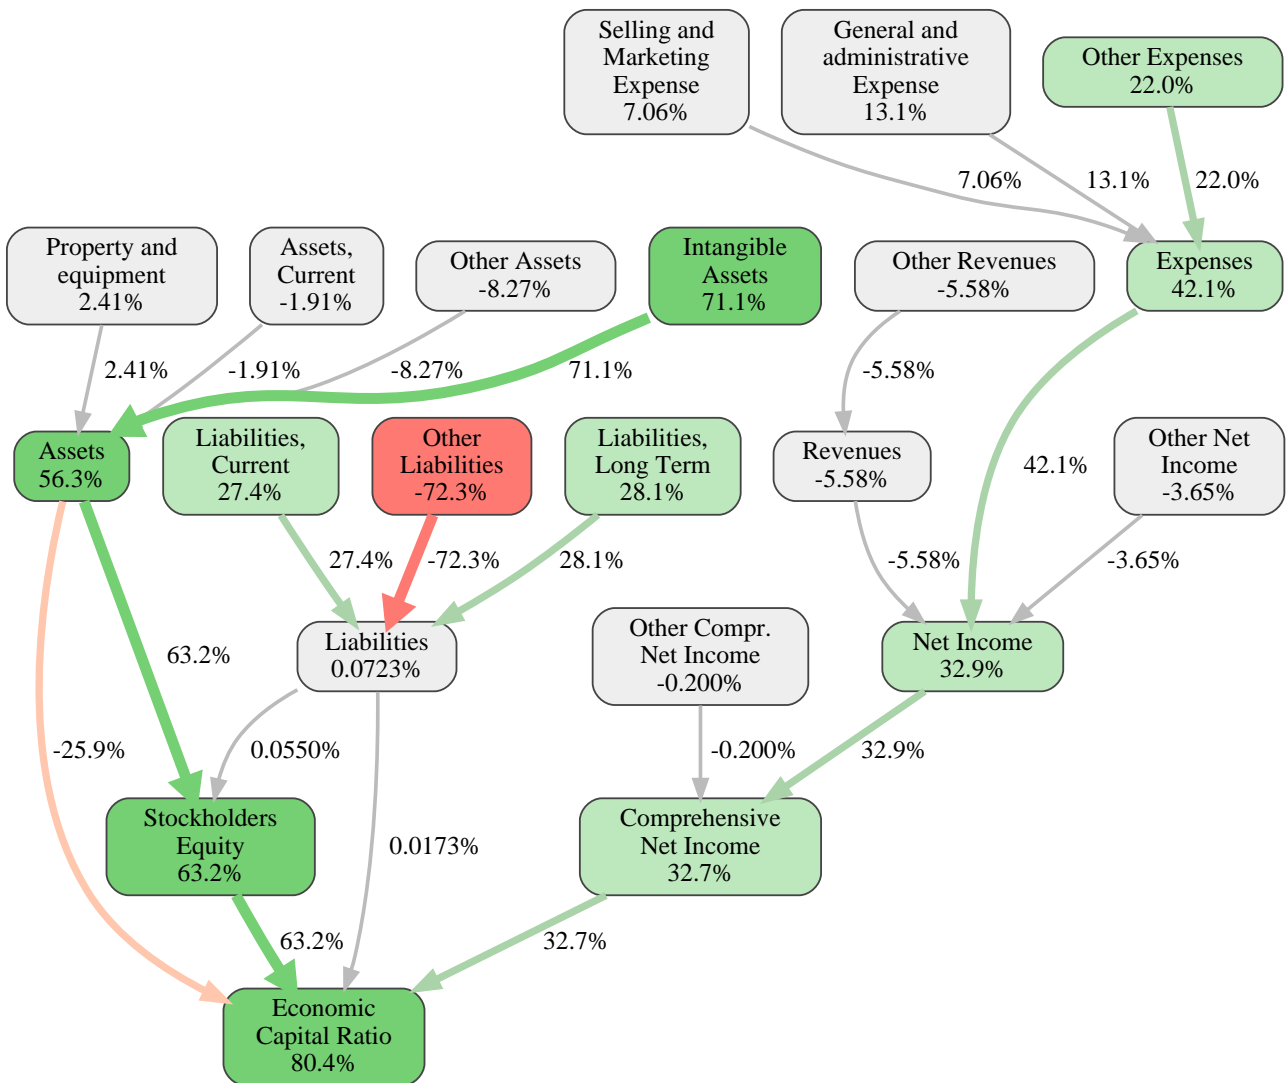 Selling and
Marketing
Expense
7.06%
General and
administrative
Expense
13.1%
Other Expenses
22.0%
7.06%
13.1%
22.0%
Property and
equipment
2.41%
Assets,
Current
-1.91%
Other Assets
-8.27%
Intangible
Assets
71.1%
Other Revenues
-5.58%
Expenses
42.1%
2.41%
-1.91%
-8.27%
71.1%
-5.58%
Assets
56.3%
Liabilities,
Current
27.4%
Other
Liabilities
-72.3%
Liabilities,
Long Term
28.1%
Revenues
-5.58%
42.1%
Other Net
Income
-3.65%
27.4%
-72.3%
28.1%
-5.58%
-3.65%
Liabilities
0.0723%
Other Compr.
Net Income
-0.200%
Net Income
32.9%
63.2%
-25.9%
0.0550%
-0.200%
32.9%
Stockholders
Equity
63.2%
0.0173%
Comprehensive
Net Income
32.7%
63.2%
32.7%
Economic
Capital Ratio
80.4%